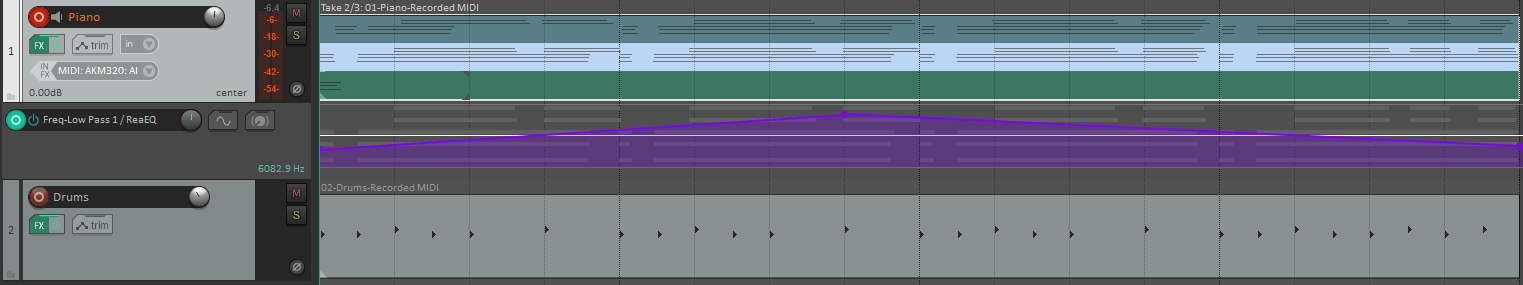 Piano
-6.4
M
Take 2/3: 01-Piano-Recorded MIDI
-6-
-18-
S
FX
trim
in
1
-30-
IN
FX
MIDI: AKM320: AI
-42-
0.00dB
center
-54-
Ø
Freq-Low Pass 1 / ReaEQ
6082.9 Hz
Drums
M
02-Drums-Recorded MIDI
S
FX
trim
2
Ø